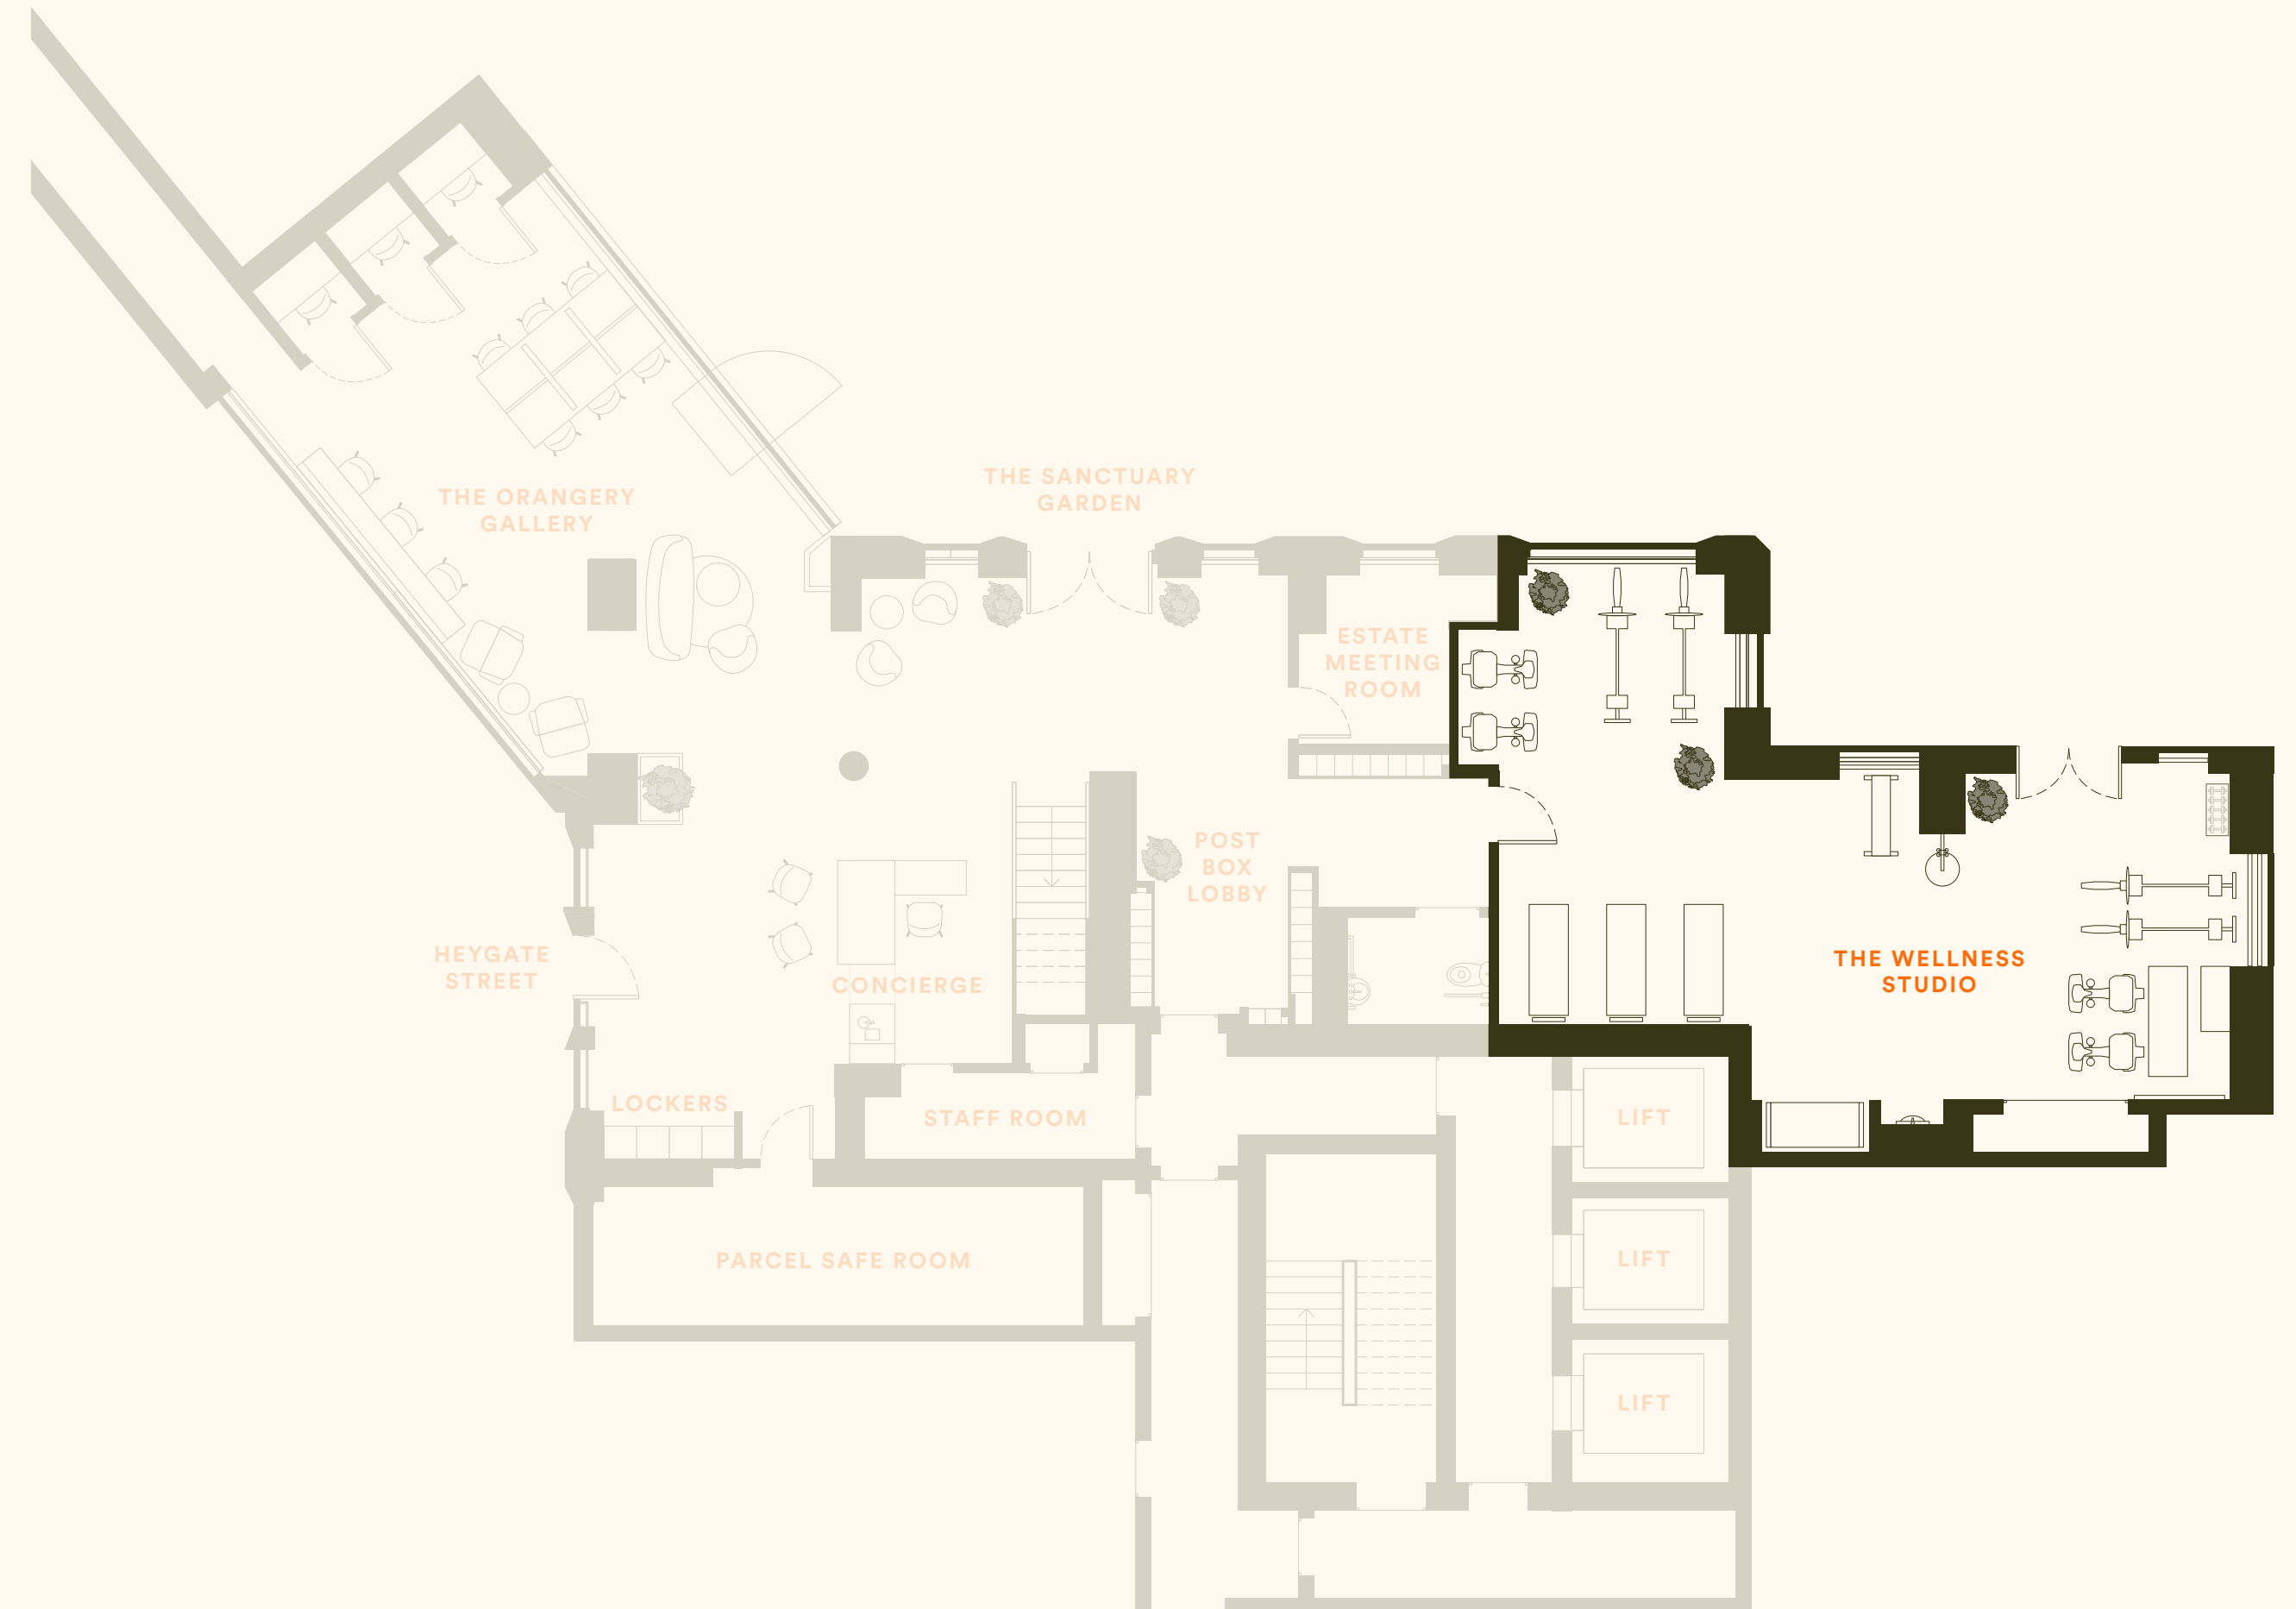 THE SANCTUARY
GARDEN
THE ORANGERY
GALLERY
ESTATE
MEETING
ROOM
POST
BOX
LOBBY
HEYGATE
STREET
CONCIERGE
THE WELLNESS
STUDIO
LOCKERS
STAFF ROOM
LIFT
PARCEL SAFE ROOM
LIFT
LIFT